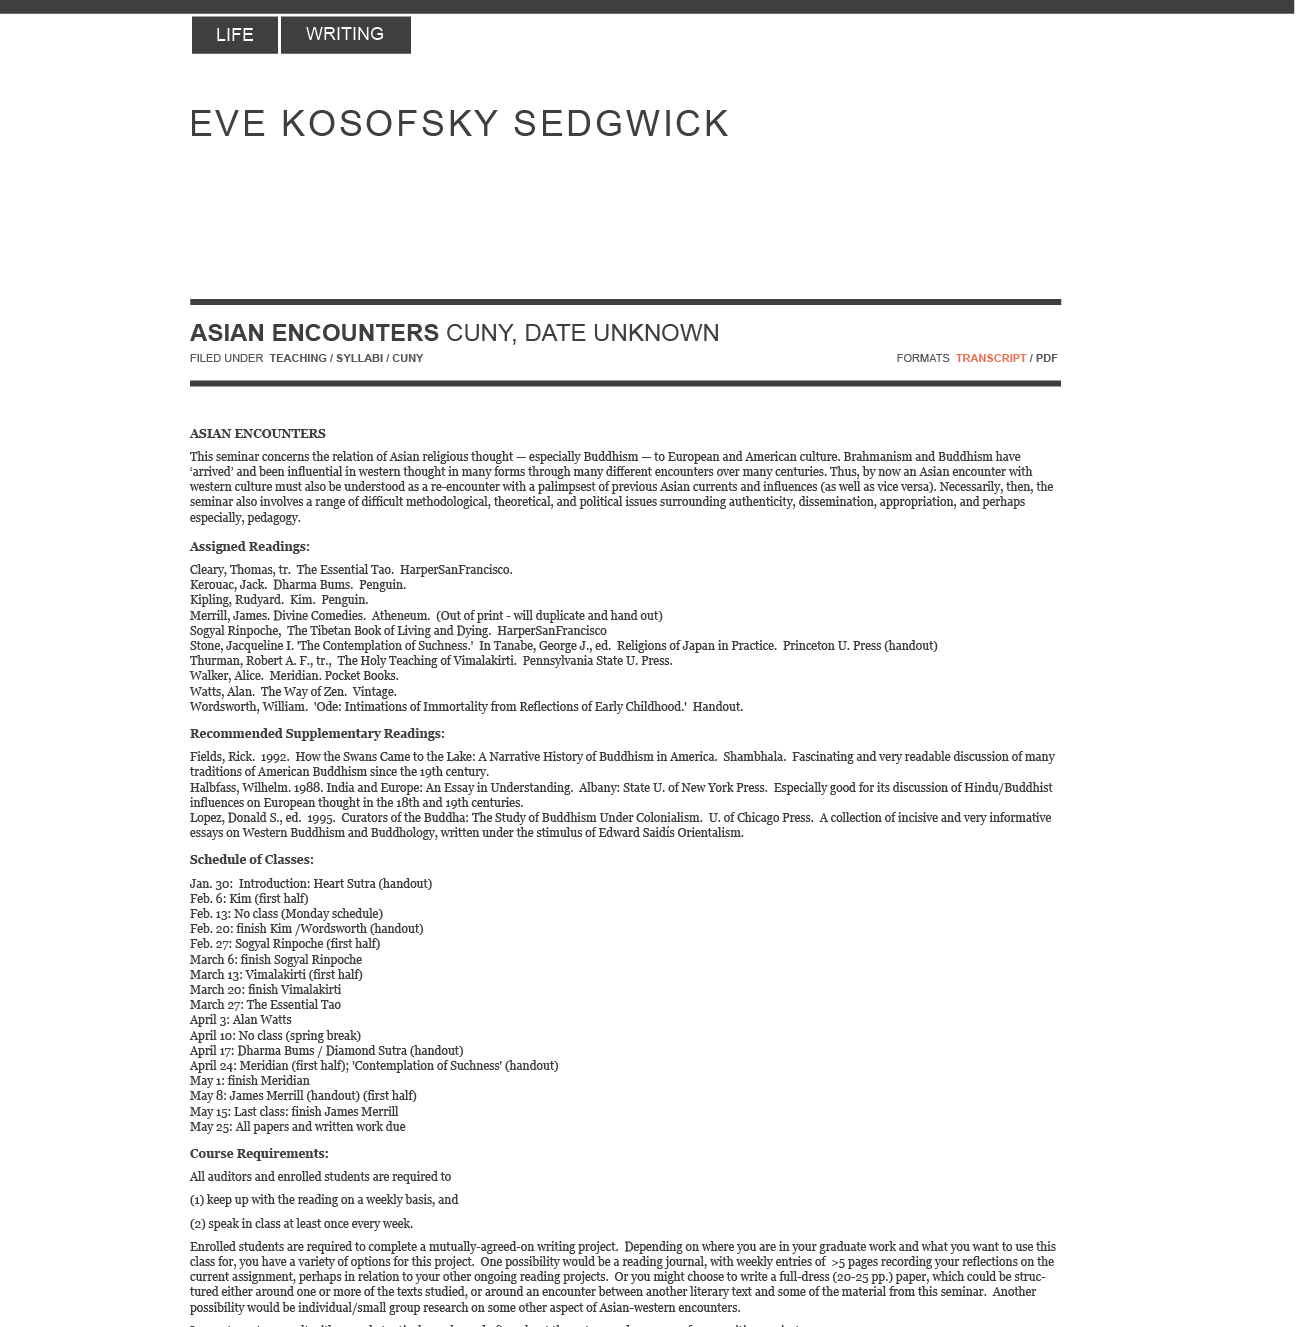 LIFE WRITING
EVE KOSOFSKY SEDGWICK
ASIAN ENCOUNTERS CUNY, DATE UNKNOWN
FILED UNDER TEACHING / SYLLABI / CUNY FORMATS TRANSCRIPT / PDF
ASIAN ENCOUNTERS
This seminar concerns the relation of Asian religious thought — especially Buddhism — to European and American culture. Brahmanism and Buddhism have
‘arrived’ and been influential in western thought in many forms through many different encounters over many centuries. Thus, by now an Asian encounter with
western culture must also be understood as a re-encounter with a palimpsest of previous Asian currents and influences (as well as vice versa). Necessarily, then, the
seminar also involves a range of difficult methodological, theoretical, and political issues surrounding authenticity, dissemination, appropriation, and perhaps
especially, pedagogy.
Assigned Readings:
Cleary, Thomas, tr. The Essential Tao. HarperSanFrancisco.
Kerouac, Jack. Dharma Bums. Penguin.
Kipling, Rudyard. Kim. Penguin.
Merrill, James. Divine Comedies. Atheneum. (Out of print - will duplicate and hand out)
Sogyal Rinpoche, The Tibetan Book of Living and Dying. HarperSanFrancisco
Stone, Jacqueline I. 'The Contemplation of Suchness.' In Tanabe, George J., ed. Religions of Japan in Practice. Princeton U. Press (handout)
Thurman, Robert A. F., tr., The Holy Teaching of Vimalakirti. Pennsylvania State U. Press.
Walker, Alice. Meridian. Pocket Books.
Watts, Alan. The Way of Zen. Vintage.
Wordsworth, William. 'Ode: Intimations of Immortality from Reflections of Early Childhood.' Handout.
Recommended Supplementary Readings:
Fields, Rick. 1992. How the Swans Came to the Lake: A Narrative History of Buddhism in America. Shambhala. Fascinating and very readable discussion of many
traditions of American Buddhism since the 19th century.
Halbfass, Wilhelm. 1988. India and Europe: An Essay in Understanding. Albany: State U. of New York Press. Especially good for its discussion of Hindu/Buddhist
influences on European thought in the 18th and 19th centuries.
Lopez, Donald S., ed. 1995. Curators of the Buddha: The Study of Buddhism Under Colonialism. U. of Chicago Press. A collection of incisive and very informative
essays on Western Buddhism and Buddhology, written under the stimulus of Edward Saidís Orientalism.
Schedule of Classes:
Jan. 30: Introduction: Heart Sutra (handout)
Feb. 6: Kim (first half)
Feb. 13: No class (Monday schedule)
Feb. 20: finish Kim /Wordsworth (handout)
Feb. 27: Sogyal Rinpoche (first half)
March 6: finish Sogyal Rinpoche
March 13: Vimalakirti (first half)
March 20: finish Vimalakirti
March 27: The Essential Tao
April 3: Alan Watts
April 10: No class (spring break)
April 17: Dharma Bums / Diamond Sutra (handout)
April 24: Meridian (first half); 'Contemplation of Suchness' (handout)
May 1: finish Meridian
May 8: James Merrill (handout) (first half)
May 15: Last class: finish James Merrill
May 25: All papers and written work due
Course Requirements:
All auditors and enrolled students are required to
(1) keep up with the reading on a weekly basis, and
(2) speak in class at least once every week.
Enrolled students are required to complete a mutually-agreed-on writing project. Depending on where you are in your graduate work and what you want to use this
class for, you have a variety of options for this project. One possibility would be a reading journal, with weekly entries of >5 pages recording your reflections on the
current assignment, perhaps in relation to your other ongoing reading projects. Or you might choose to write a full-dress (20-25 pp.) paper, which could be struc-
tured either around one or more of the texts studied, or around an encounter between another literary text and some of the material from this seminar. Another
possibility would be individual/small group research on some other aspect of Asian-western encounters.